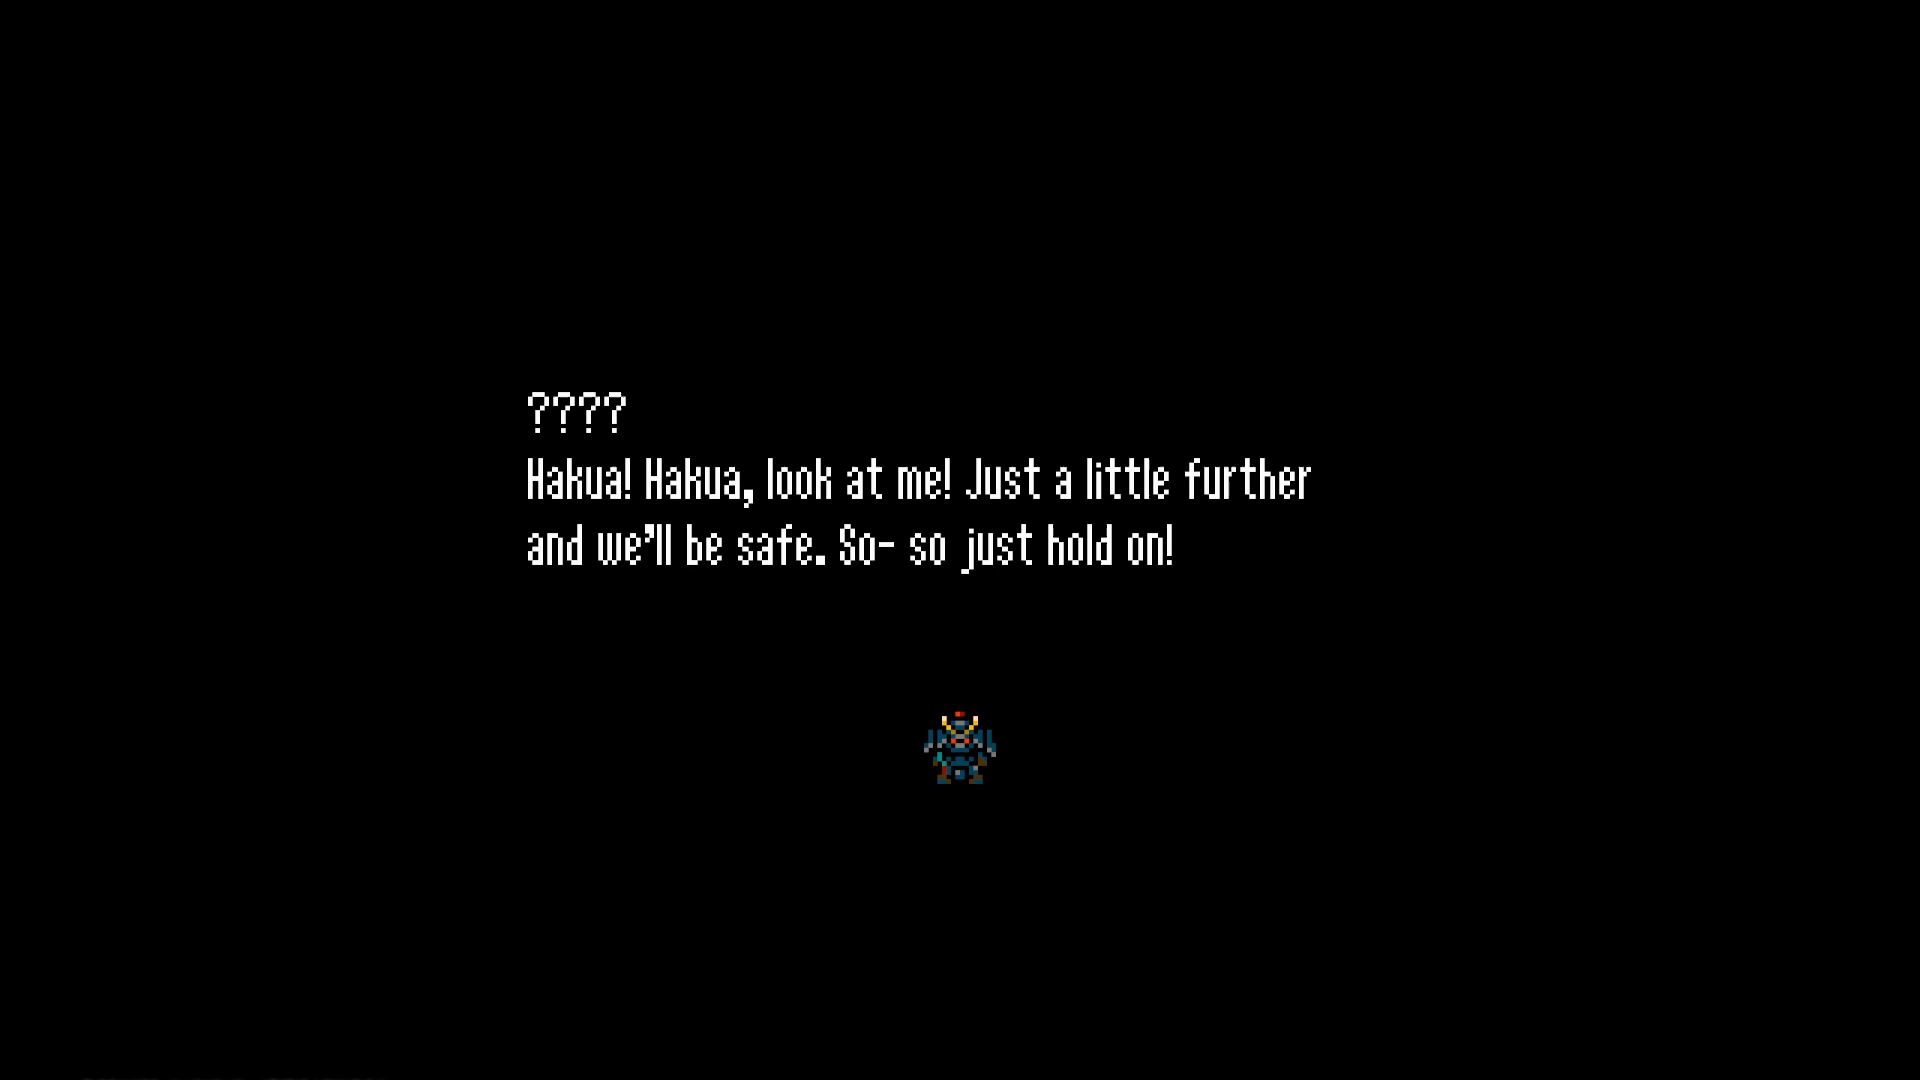 ????
Hakua! Hakua, look at me! Just a little further
and we'll be safe. So- so just hold on!